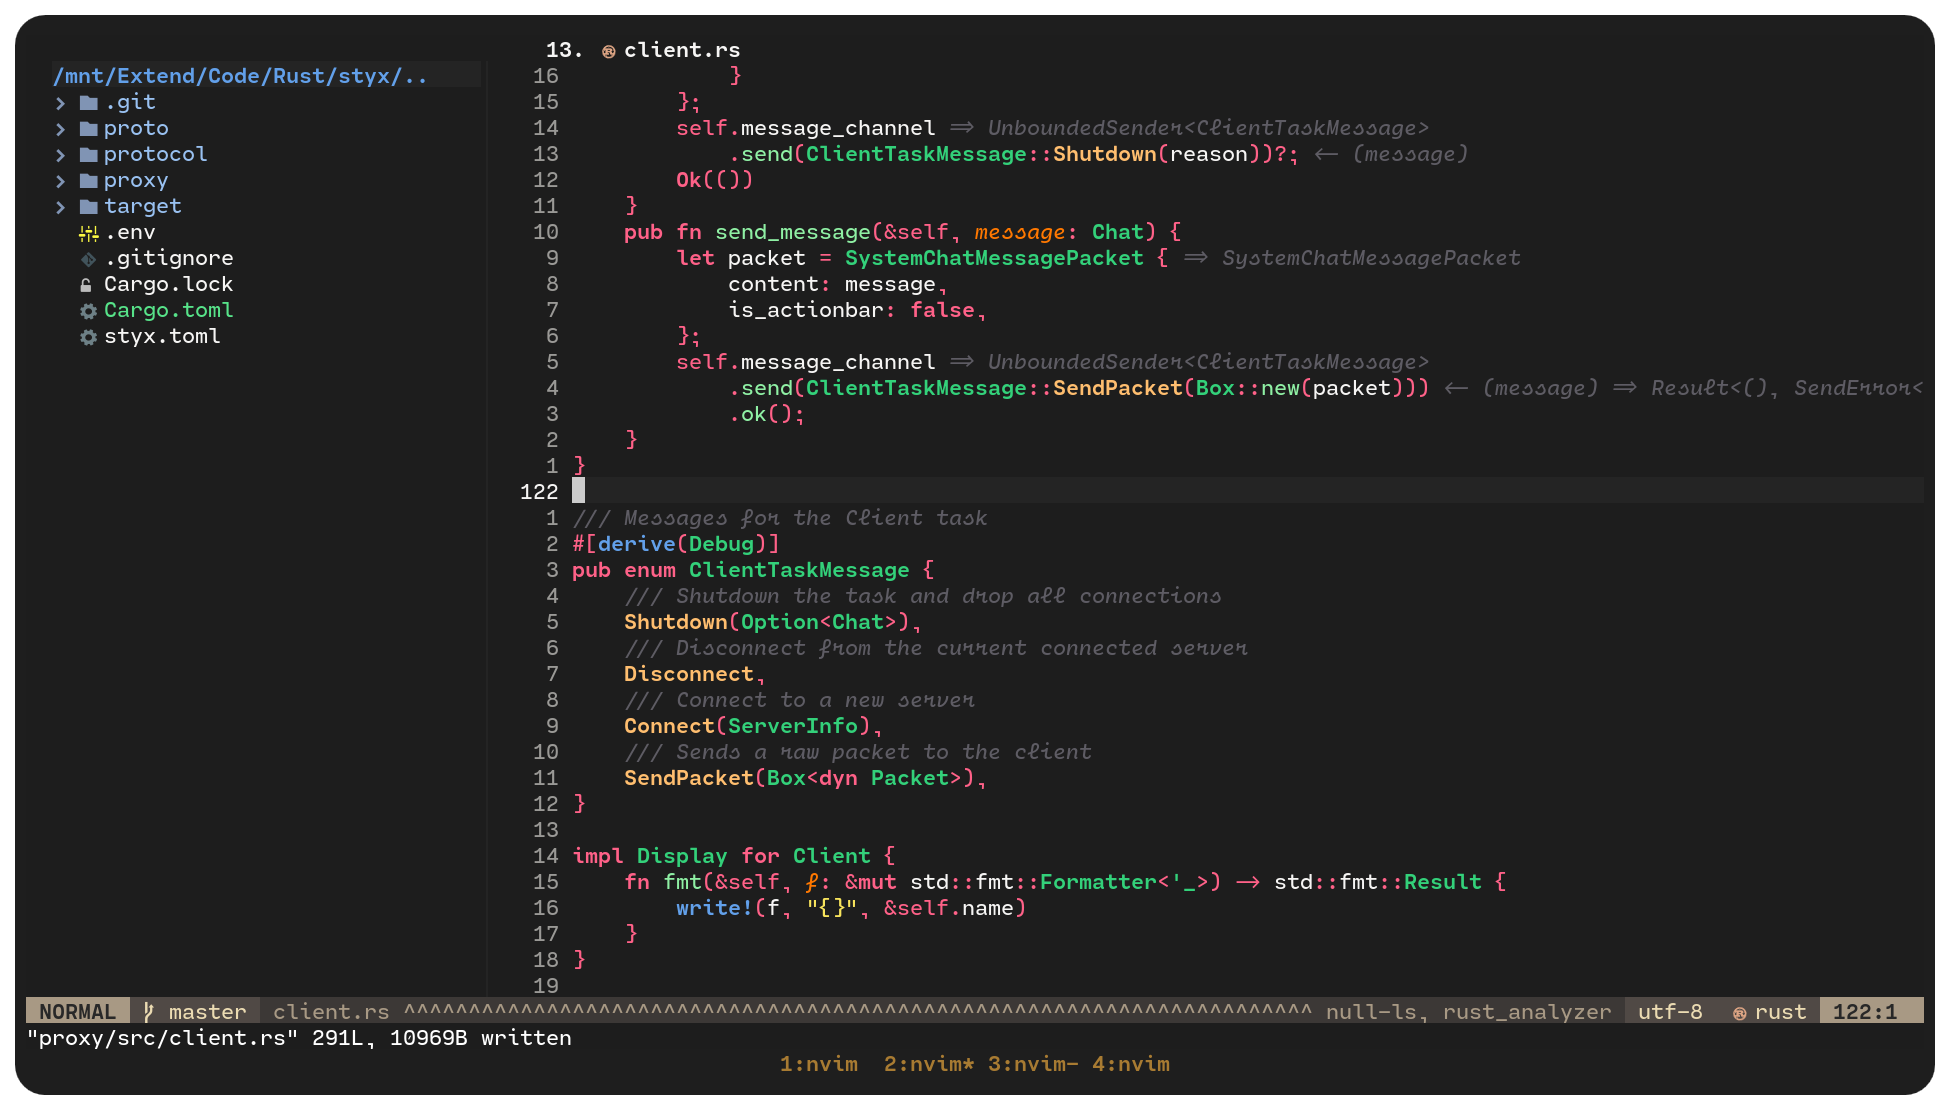 13. client.rs
/mnt/Extend/Code/Rust/styx/..
.git
proto
protocol
proxy
target
.env
.gitignore
Cargo.lock
Cargo.toml
styx.toml
16             }
15         };
14         self.message_channel => UnboundedSender<ClientTaskMessage>
13             .send(ClientTaskMessage::Shutdown(reason))?; <- (message)
12         Ok(())
11     }
10     pub fn send_message(&self, message: Chat) {
9         let packet = SystemChatMessagePacket { => SystemChatMessagePacket
8             content: message,
7             is_actionbar: false,
6         };
5         self.message_channel => UnboundedSender<ClientTaskMessage>
4             .send(ClientTaskMessage::SendPacket(Box::new(packet))) <- (message) => Result<(), SendError<
3             .ok();
2     }
1 }
122
1 /// Messages for the Client task
2 #[derive(Debug)]
3 pub enum ClientTaskMessage {
4     /// Shutdown the task and drop all connections
5     Shutdown(Option<Chat>),
6     /// Disconnect from the current connected server
7     Disconnect,
8     /// Connect to a new server
9     Connect(ServerInfo),
10     /// Sends a raw packet to the client
11     SendPacket(Box<dyn Packet>),
12 }
13
14 impl Display for Client {
15     fn fmt(&self, f: &mut std::fmt::Formatter<'_>) -> std::fmt::Result {
16         write!(f, "{}", &self.name)
17     }
18 }
19
NORMAL master client.rs ^^^^^^^^^^^^^^^^^^^^^^^^^^^^^^^^^^^^^^^^^^^^^^^^^^^^^^^^^^^^^^^^^^^^^^ null-ls, rust_analyzer utf-8 rust 122:1
"proxy/src/client.rs" 291L, 10969B written
1:nvim  2:nvim* 3:nvim- 4:nvim